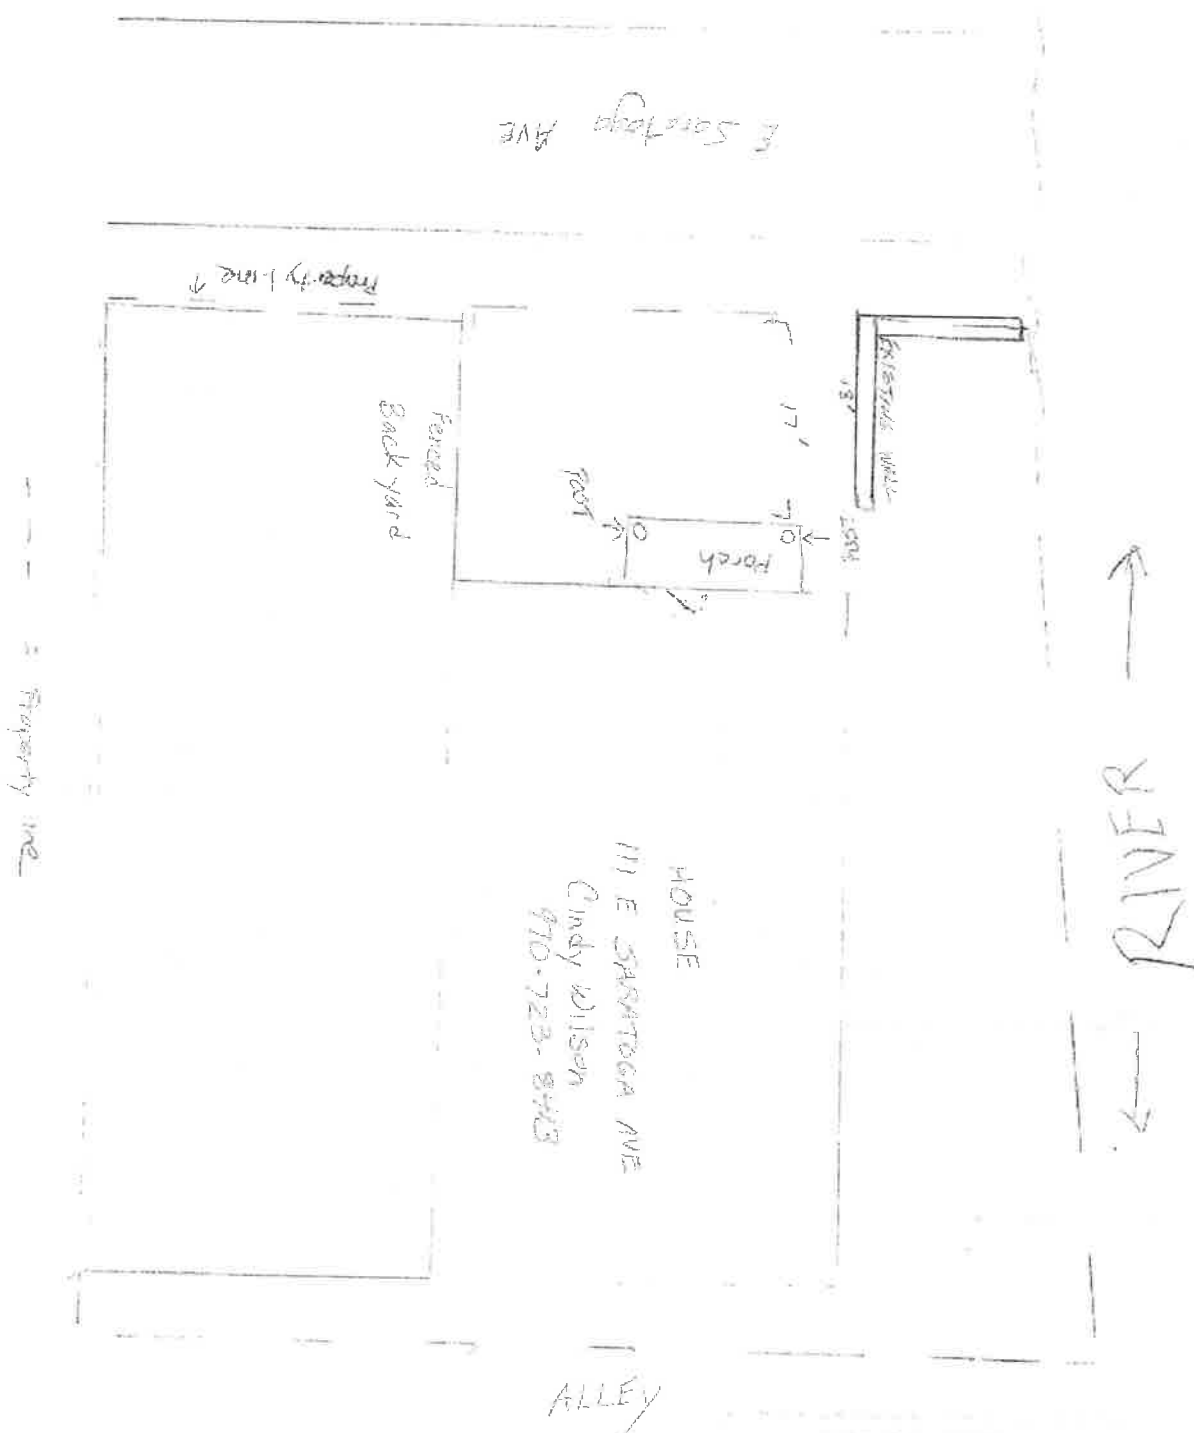 E Saratoga AVE
Property Line ↑
EXISTING WALL
13'
17'
Post
Post
Porch
Fenced
Back yard
RIVER
HOUSE
111 E SARATOGA AVE
Cindy Wilson
= Property line
ALLEY